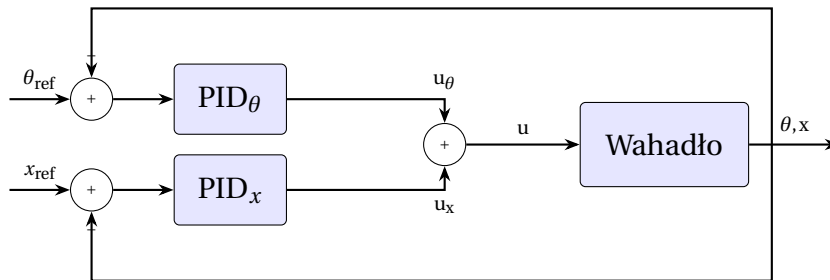 −
θref
+
PIDθ
uθ
+
u
Wahadło
θ, x
xref
+
PIDx
ux
−